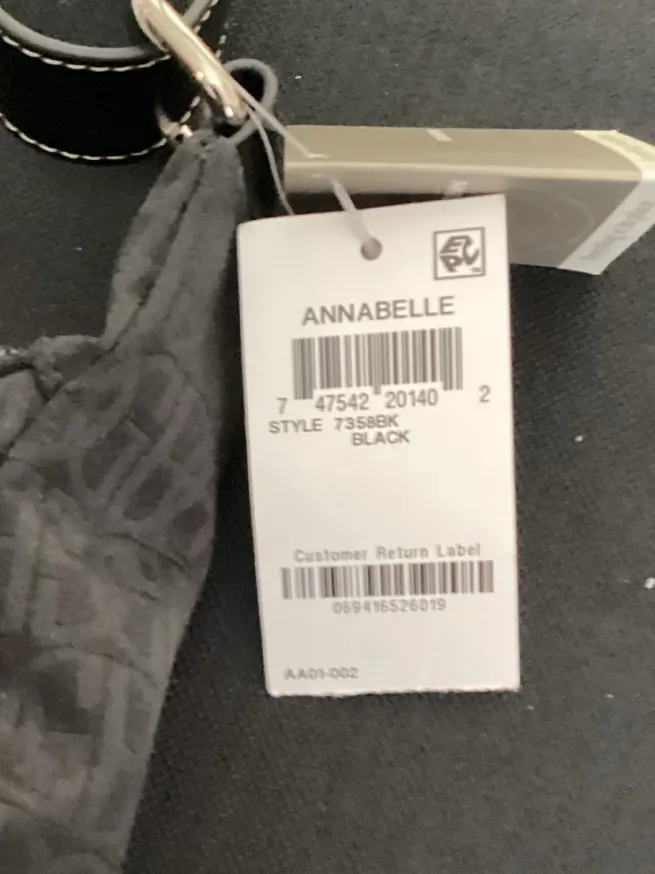 ANNABELLE
7 47542 20140 2
STYLE 7358BK
BLACK
Customer Return Label
069416526019
AA01-002